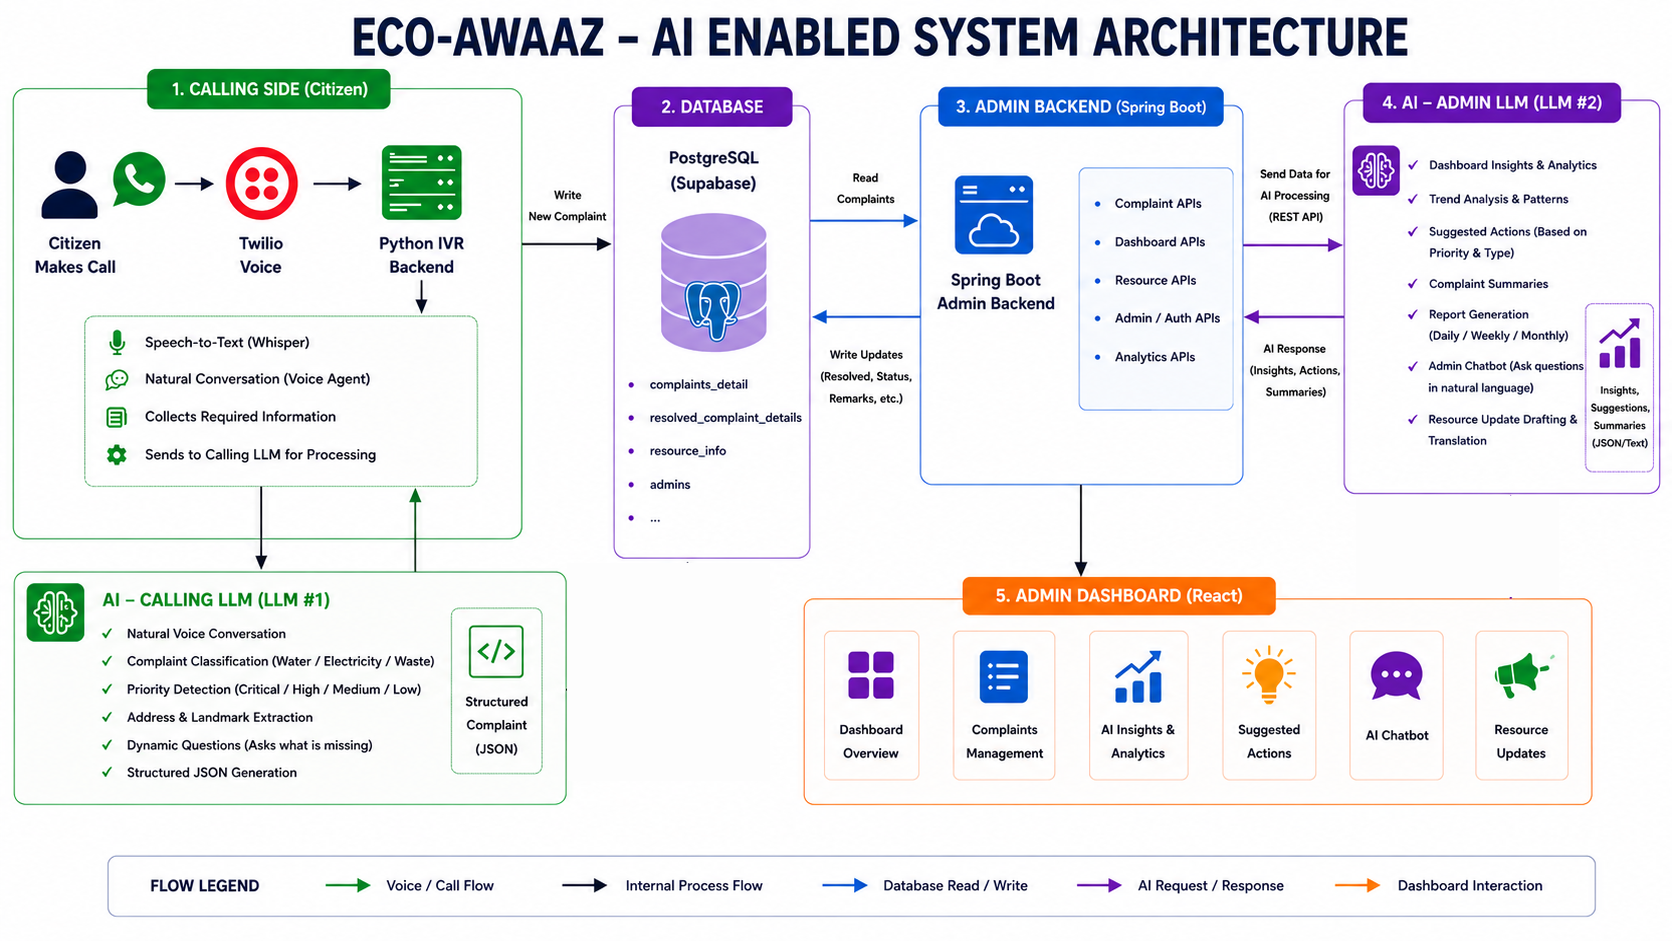 ECO-AWAAZ – AI ENABLED SYSTEM ARCHITECTURE
1. CALLING SIDE (Citizen)
Citizen
Makes Call
Twilio
Voice
Python IVR
Backend
Speech-to-Text (Whisper)
Natural Conversation (Voice Agent)
Collects Required Information
Sends to Calling LLM for Processing
AI – CALLING LLM (LLM #1)
✓ Natural Voice Conversation
✓ Complaint Classification (Water / Electricity / Waste)
✓ Priority Detection (Critical / High / Medium / Low)
✓ Address & Landmark Extraction
✓ Dynamic Questions (Asks what is missing)
✓ Structured JSON Generation
</>
Structured
Complaint
(JSON)
Write
New Complaint
2. DATABASE
PostgreSQL
(Supabase)
• complaints_detail
• resolved_complaint_details
• resource_info
• admins
• ...
Read
Complaints
Write Updates
(Resolved, Status,
Remarks, etc.)
3. ADMIN BACKEND (Spring Boot)
Spring Boot
Admin Backend
• Complaint APIs
• Dashboard APIs
• Resource APIs
• Admin / Auth APIs
• Analytics APIs
Send Data for
AI Processing
(REST API)
AI Response
(Insights, Actions,
Summaries)
4. AI – ADMIN LLM (LLM #2)
✓ Dashboard Insights & Analytics
✓ Trend Analysis & Patterns
✓ Suggested Actions (Based on
Priority & Type)
✓ Complaint Summaries
✓ Report Generation
(Daily / Weekly / Monthly)
✓ Admin Chatbot (Ask questions
in natural language)
✓ Resource Update Drafting &
Translation
Insights,
Suggestions,
Summaries
(JSON/Text)
5. ADMIN DASHBOARD (React)
Dashboard
Overview
Complaints
Management
AI Insights &
Analytics
Suggested
Actions
AI Chatbot
Resource
Updates
FLOW LEGEND
Voice / Call Flow
Internal Process Flow
Database Read / Write
AI Request / Response
Dashboard Interaction